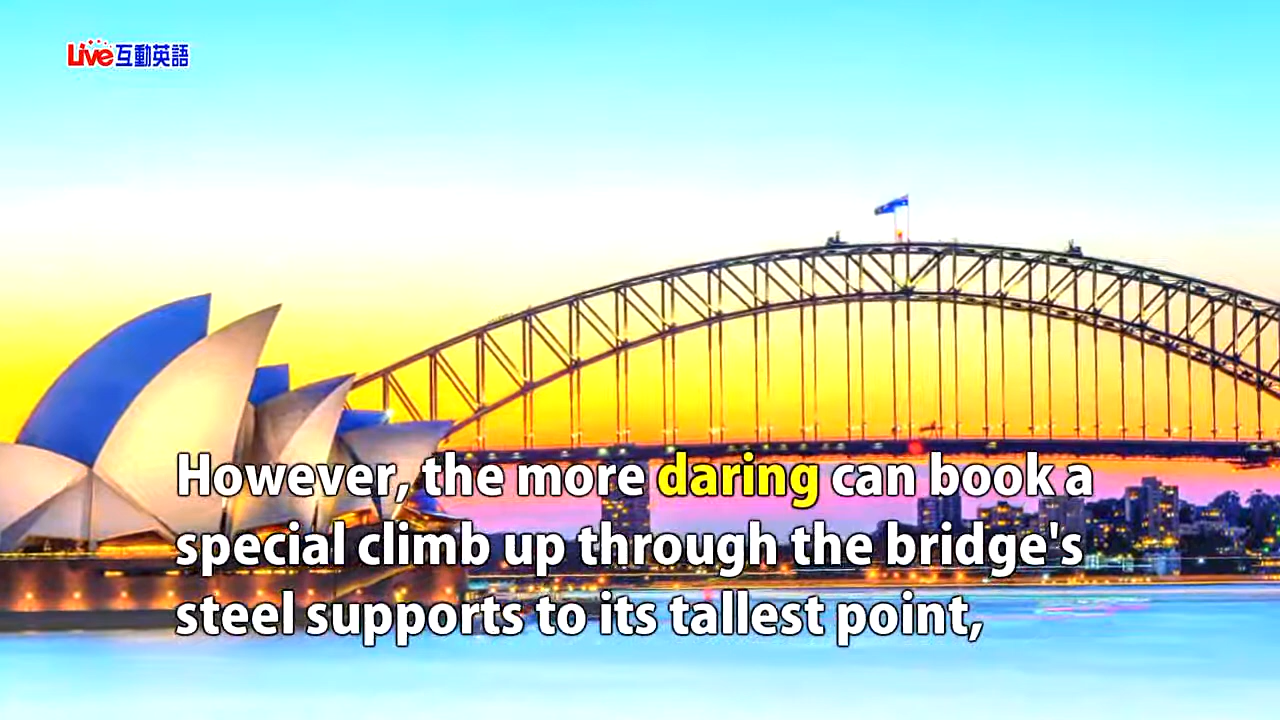 Live互動英語
However, the more daring can book a
special climb up through the bridge's
steel supports to its tallest point,